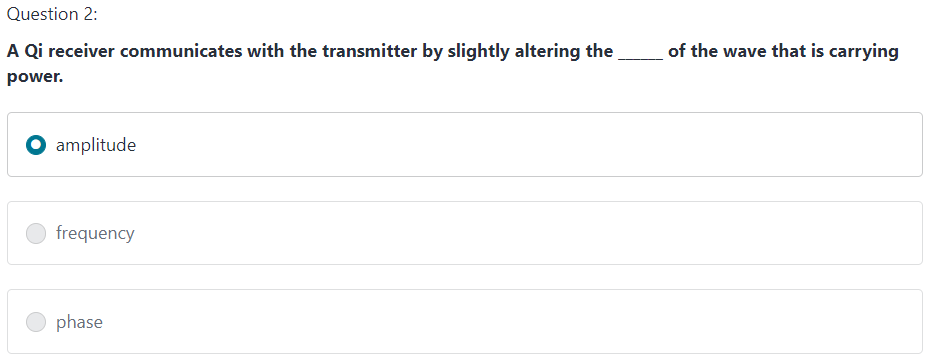 Question 2:
A Qi receiver communicates with the transmitter by slightly altering the _____ of the wave that is carrying
power.
amplitude
frequency
phase